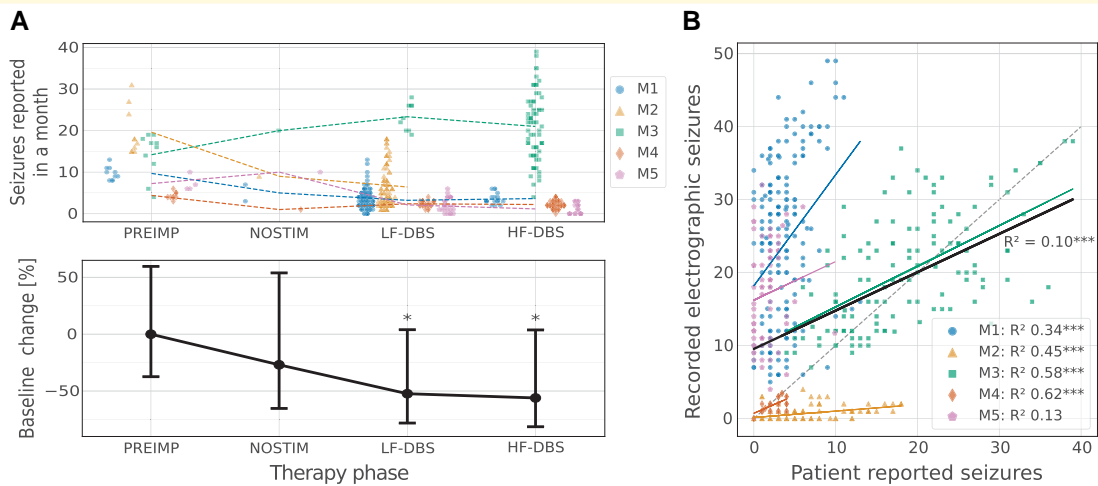 A
Seizures reported
in a month
40
30
20
10
0
PREIMP NOSTIM LF-DBS HF-DBS
M1
M2
M3
M4
M5
Baseline change [%]
50
0
−50
* *
PREIMP NOSTIM LF-DBS HF-DBS
Therapy phase
B
Recorded electrographic seizures
50
40
30
20
10
0
R² = 0.10***
M1: R² 0.34***
M2: R² 0.45***
M3: R² 0.58***
M4: R² 0.62***
M5: R² 0.13
0 10 20 30 40
Patient reported seizures